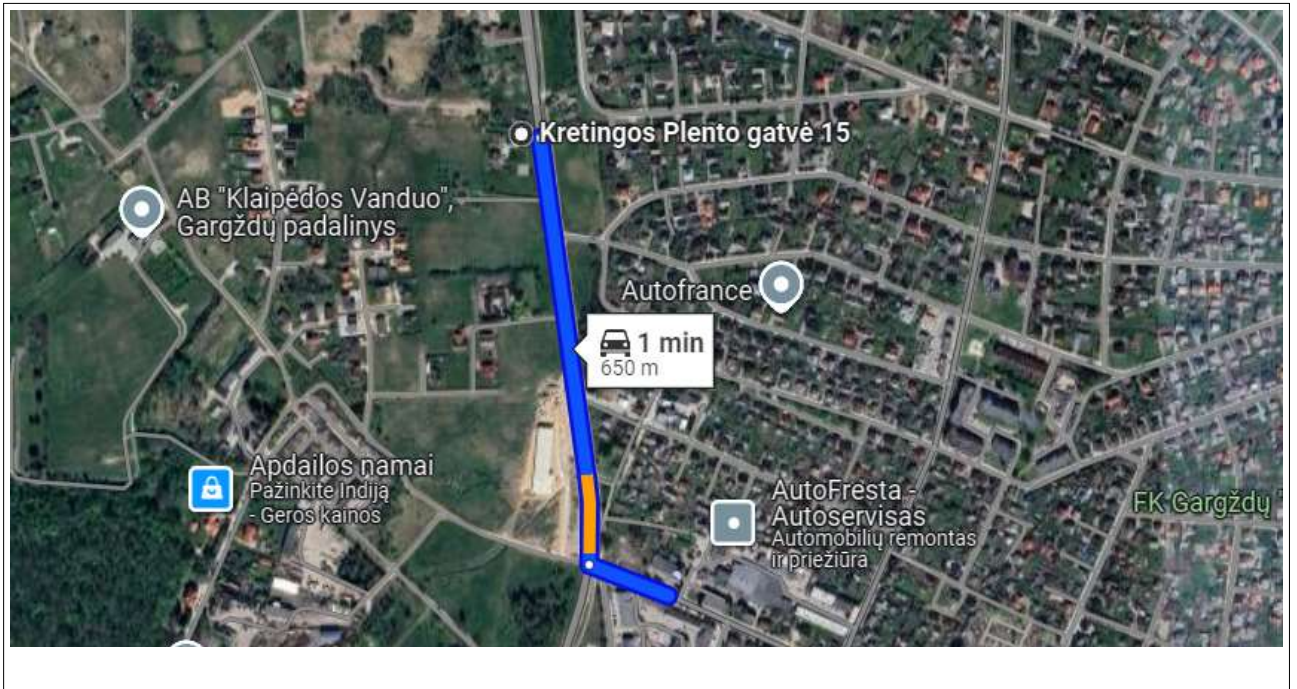 Kretingos Plento gatvė 15
AB "Klaipėdos Vanduo",
Gargždų padalinys
Autofrance
1 min
650 m
Apdailos namai
Pažinkite Indiją
- Geros kainos
AutoFresta -
Autoservisas
Automobilių remontas
ir priežiūra
FK Gargždų